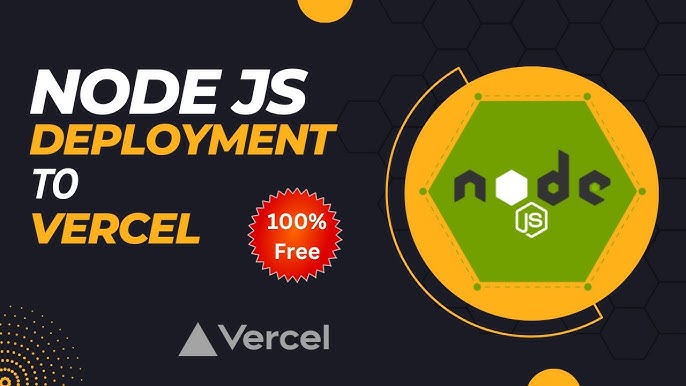 NODE JS
DEPLOYMENT
TO
VERCEL
100%
Free
Vercel
node
JS